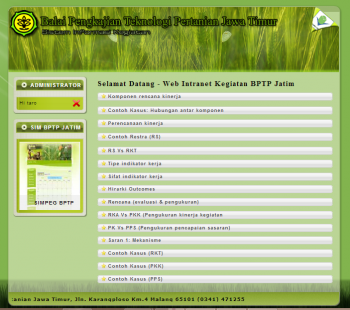 Balai Pengkajian Teknologi Pertanian Jawa Timur
Sistem Informasi Kegiatan
ADMINISTRATOR
Hi taro
SIM BPTP JATIM
SIMPEG BPTP
Selamat Datang - Web Intranet Kegiatan BPTP Jatim
Komponen rencana kinerja
Contoh Kasus: Hubungan antar komponen
Perencanaan kinerja
Contoh Rastra (RS)
RS Vs RKT
Tipe indikator kerja
Sifat indikator kerja
Hirarki Outcomes
Rencana (evaluasi & pengukuran)
RKA Vs PKK (Pengukuran kinerja kegiatan
PK Vs PPS (Pengukuran pencapaian sasaran)
Saran 1: Mekanisme
Contoh Kasus (RKT)
Contoh Kasus (PKK)
Contoh Kasus (PPS)
anian Jawa Timur, Jln. Karangploso Km.4 Malang 65101 (0341) 471255